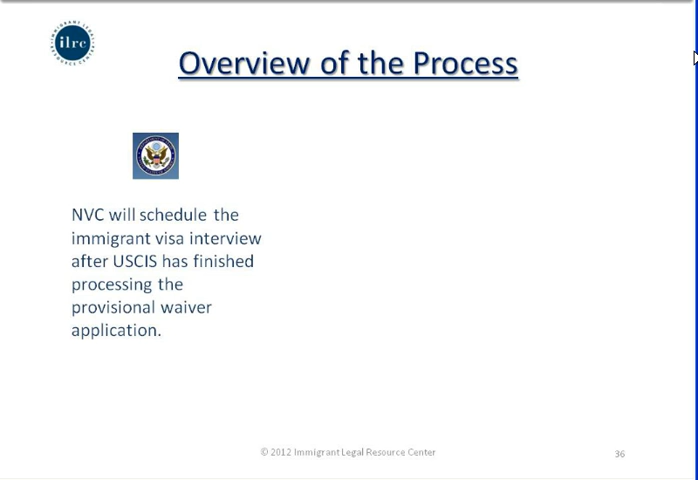 ilrc
Overview of the Process
NVC will schedule the
immigrant visa interview
after USCIS has finished
processing the
provisional waiver
application.
© 2012 Immigrant Legal Resource Center
36